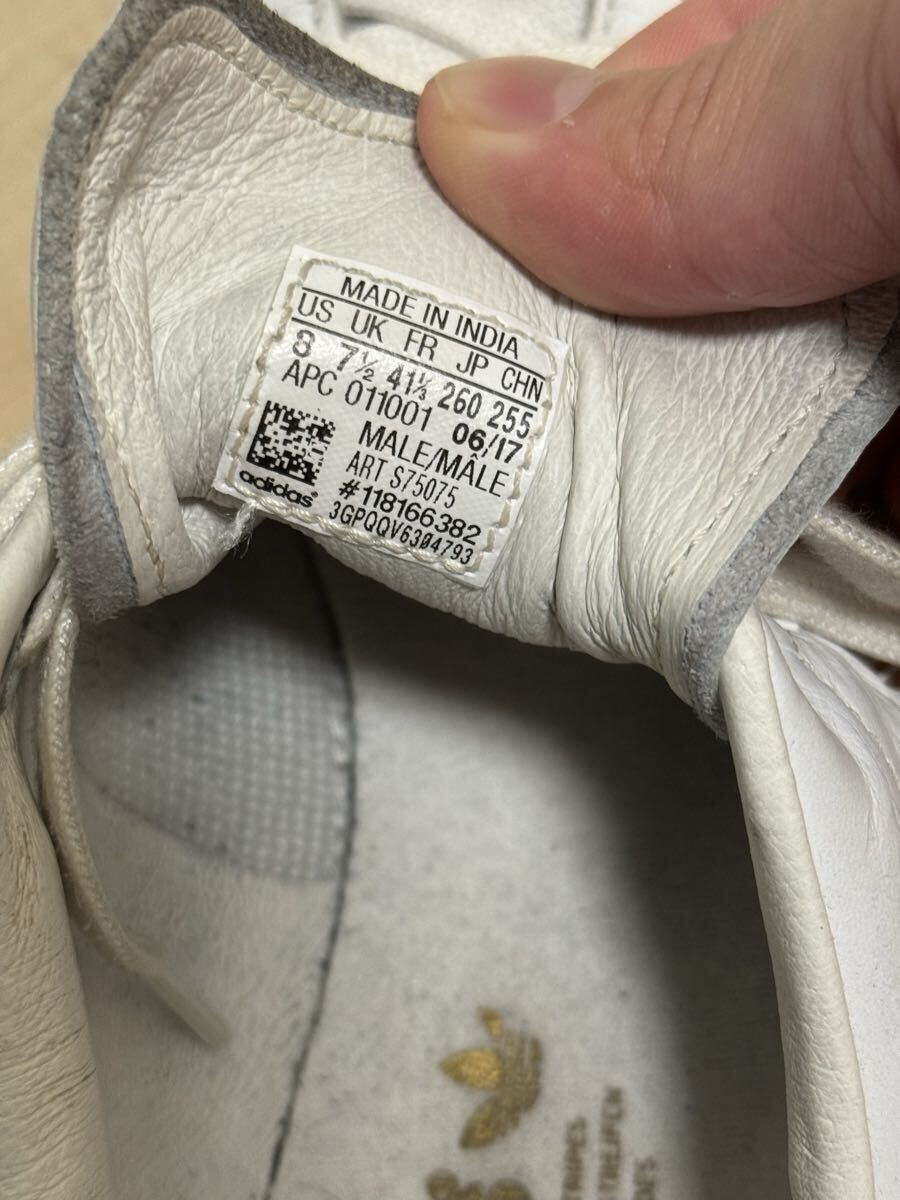 MADE IN INDIA
US UK FR JP CHN
8 7½ 41⅓ 260 255
APC 011001 06/17
MALE/MÂLE
ART S75075
#118166382
adidas 3GPQQV6304793